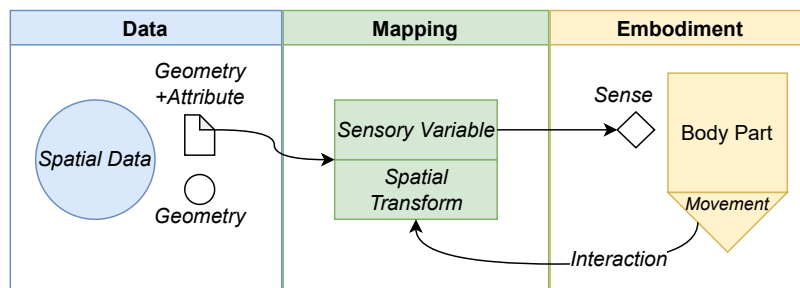 Data
Mapping
Embodiment
Geometry
+Attribute
Spatial Data
Geometry
Sensory Variable
Spatial
Transform
Sense
Body Part
Movement
Interaction